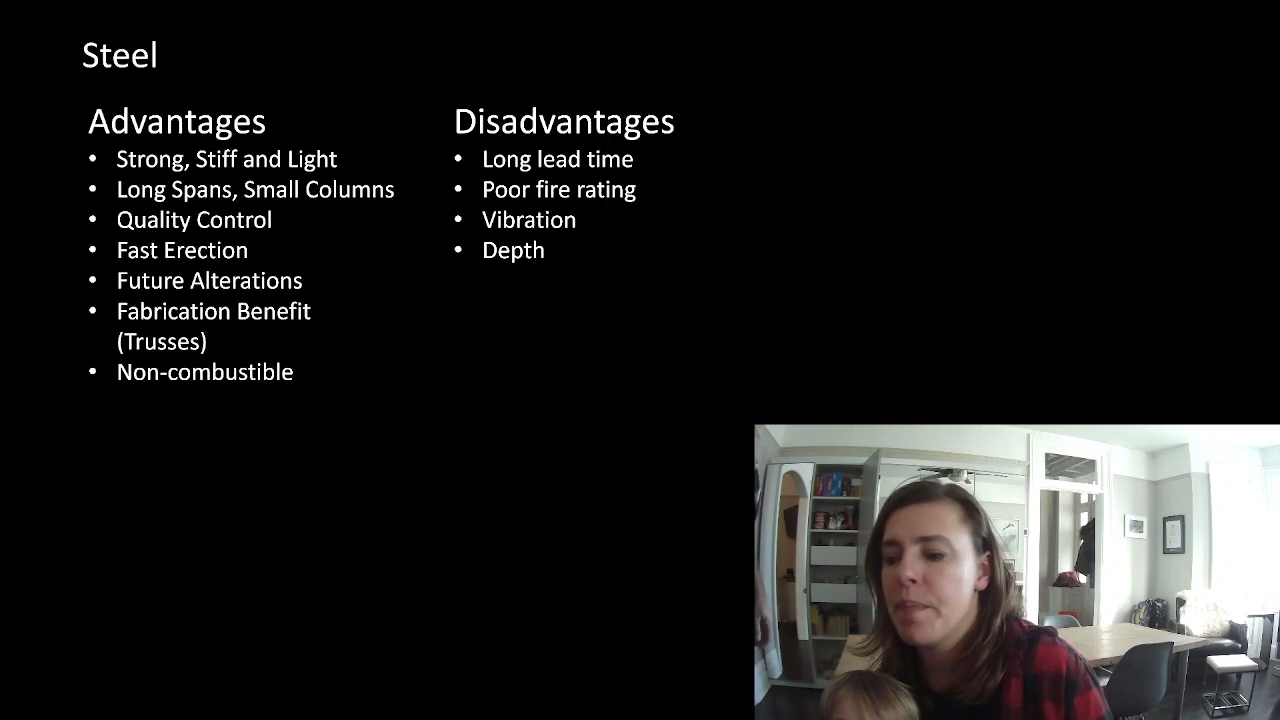 Steel
Advantages
• Strong, Stiff and Light
• Long Spans, Small Columns
• Quality Control
• Fast Erection
• Future Alterations
• Fabrication Benefit
(Trusses)
• Non-combustible
Disadvantages
• Long lead time
• Poor fire rating
• Vibration
• Depth